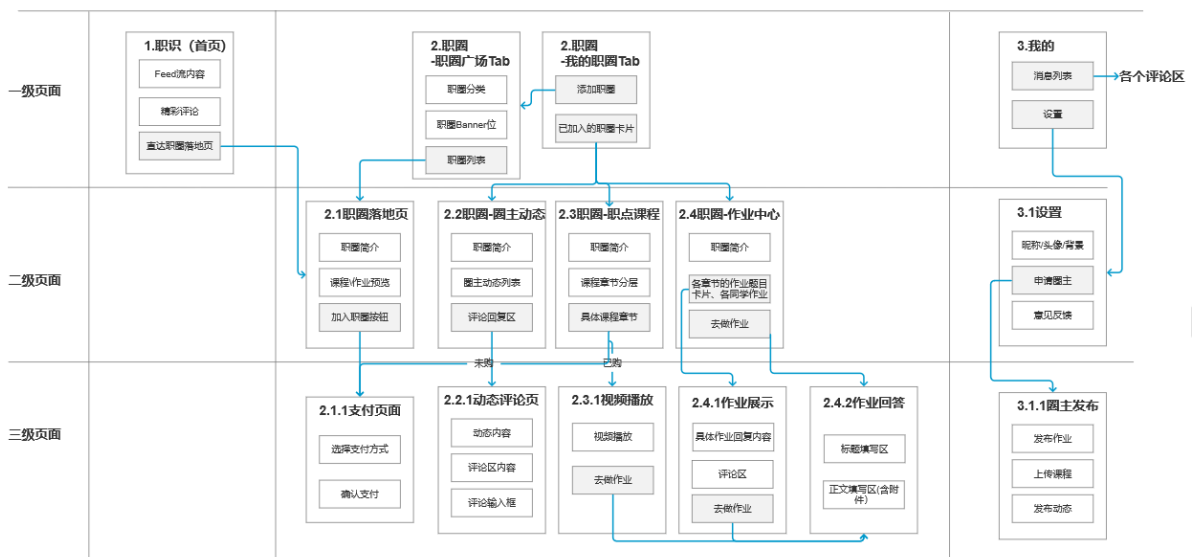 1.职识（首页）
Feed流内容
精彩评论
直达职圈落地页
2.职圈
-职圈广场Tab
职圈分类
职圈Banner位
职圈列表
2.职圈
-我的职圈Tab
添加职圈
已加入的职圈卡片
3.我的
消息列表
设置
各个评论区
一级页面
2.1职圈落地页
职圈简介
课程\作业预览
加入职圈按钮
2.2职圈-圈主动态
职圈简介
圈主动态列表
评论回复区
2.3职圈-职点课程
职圈简介
课程章节分层
具体课程章节
2.4职圈-作业中心
职圈简介
各章节的作业题目
卡片、各同学作业
去做作业
3.1设置
昵称/头像/背景
申请圈主
意见反馈
二级页面
未购
已购
2.1.1支付页面
选择支付方式
确认支付
2.2.1动态评论页
动态内容
评论区内容
评论输入框
2.3.1视频播放
视频播放
去做作业
2.4.1作业展示
具体作业回复内容
评论区
去做作业
2.4.2作业回答
标题填写区
正文填写区(含附
件)
3.1.1圈主发布
发布作业
上传课程
发布动态
三级页面